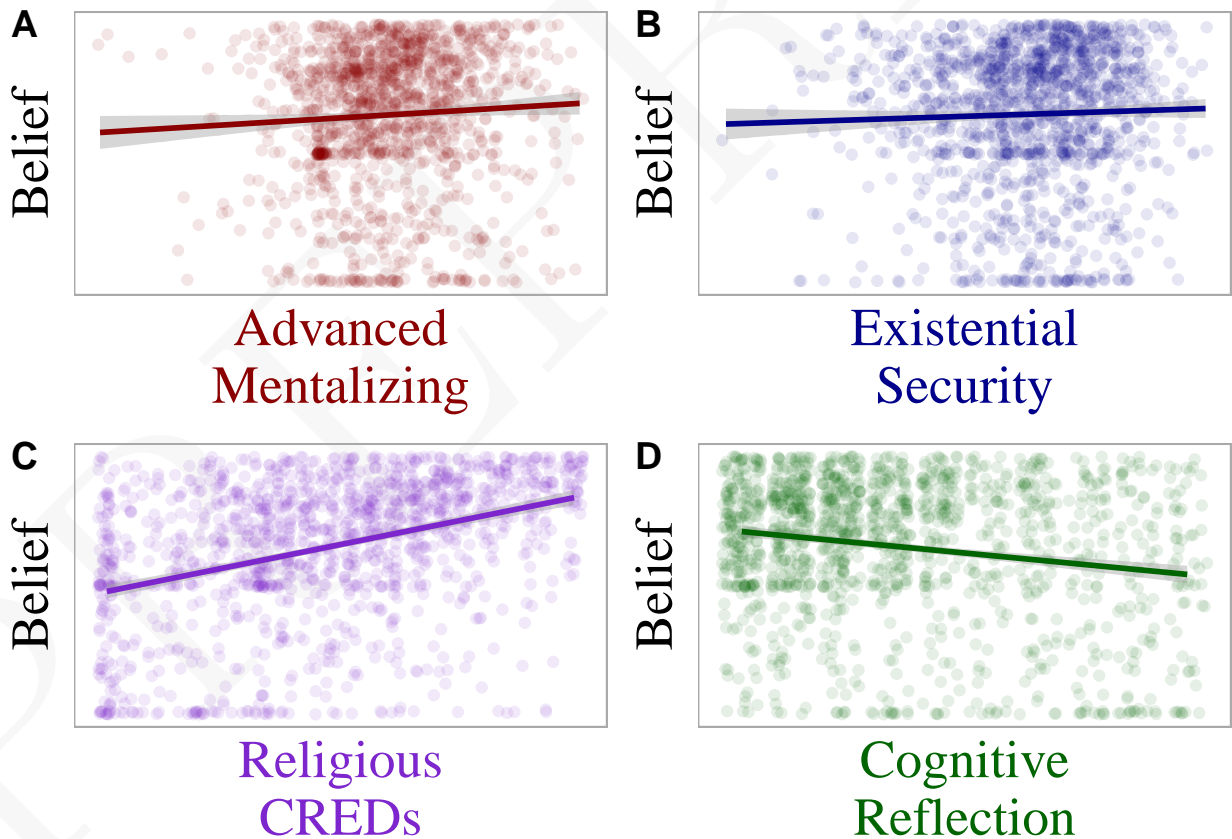 A
Belief
Advanced
Mentalizing
B
Belief
Existential
Security
C
Belief
Religious
CREDs
D
Belief
Cognitive
Reflection